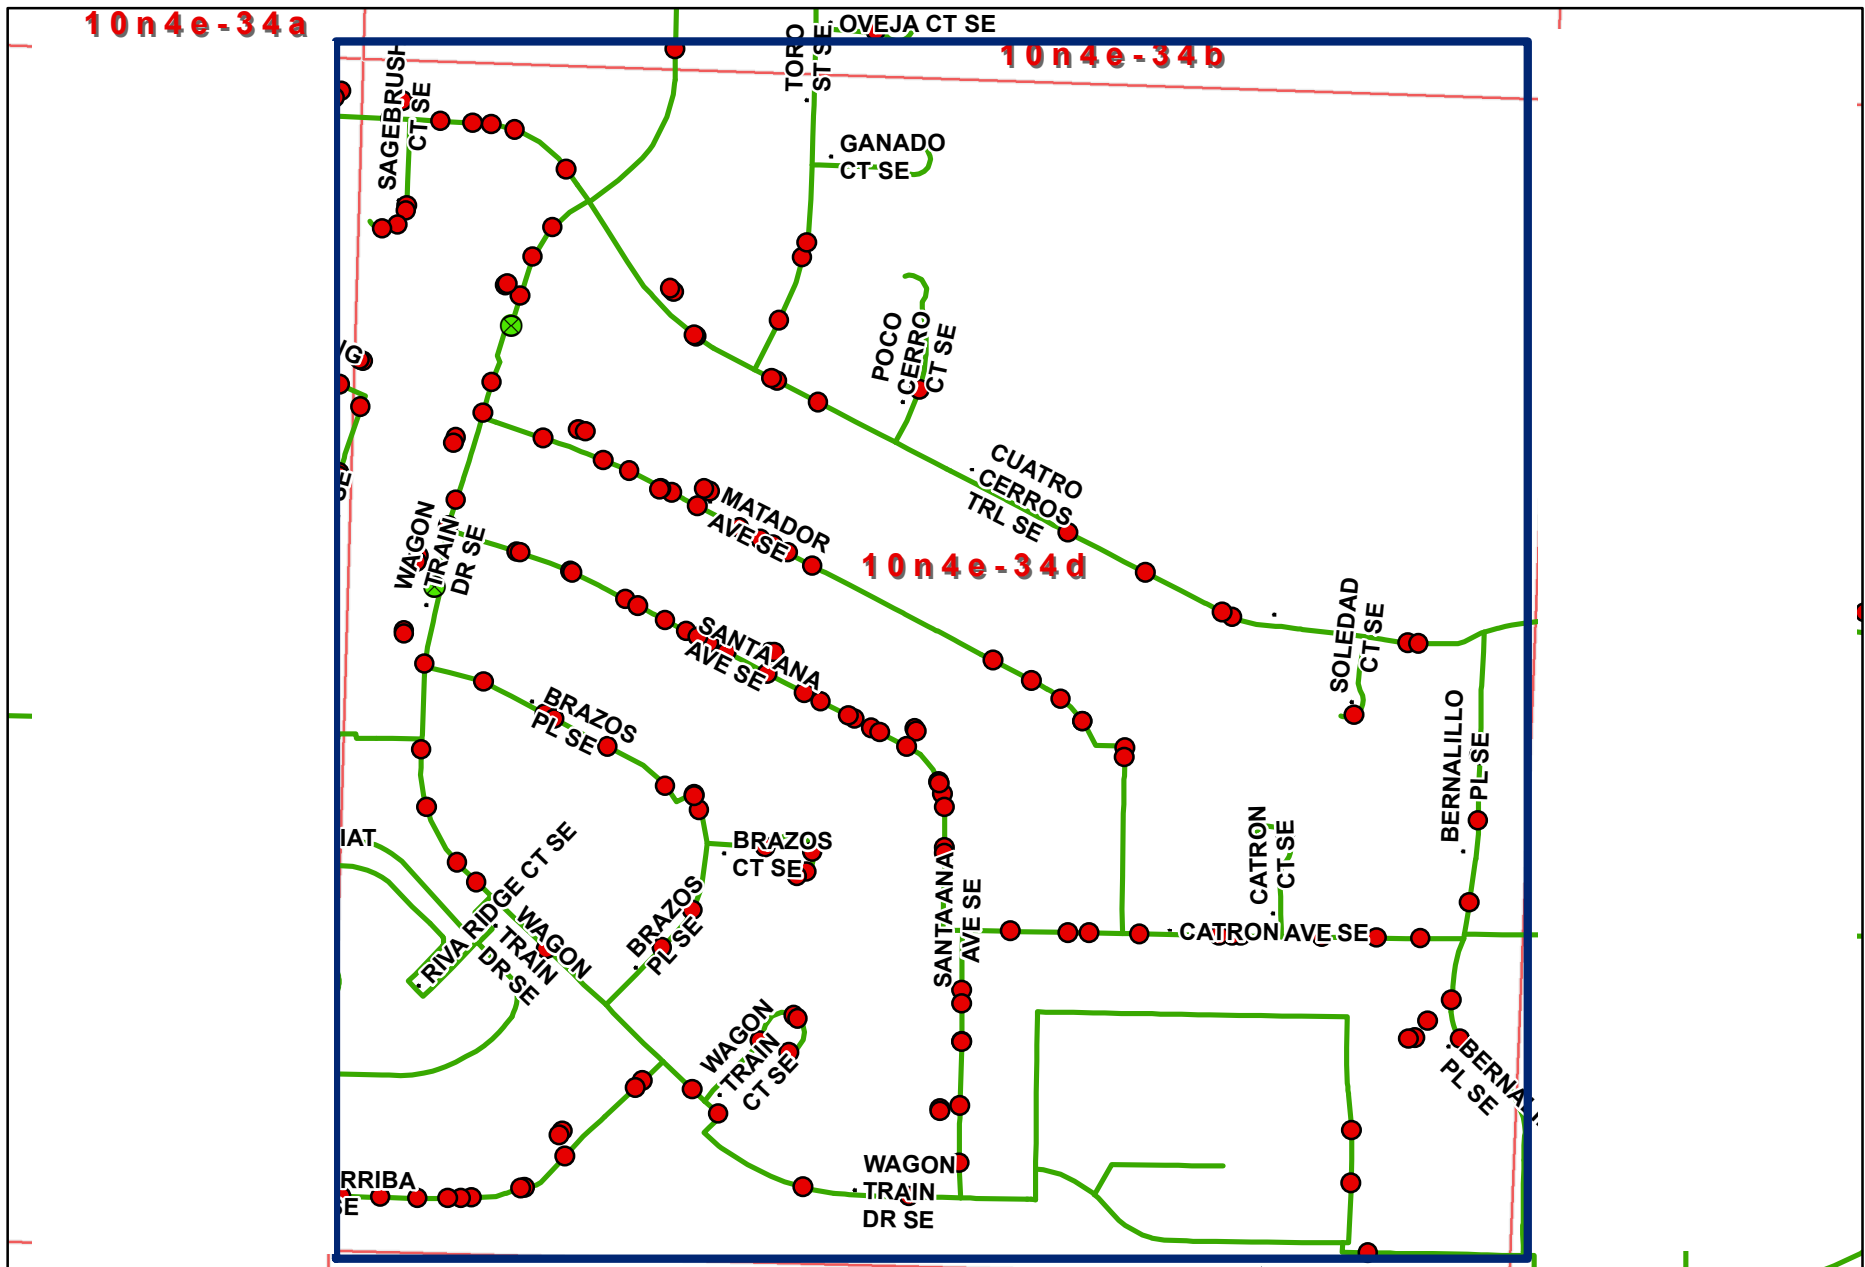 10n4e-34a
OVEJA CT SE
10n4e-34b
TORO
ST SE
SAGEBRUSH
CT SE
GANADO
CT SE
POCO
CERRO
CT SE
CUATRO
CERROS
TRL SE
MATADOR
AVE SE
10n4e-34d
WAGON
TRAIN
DR SE
SE
SANTA ANA
AVE SE
SOLEDAD
CT SE
BRAZOS
PL SE
BERNALILLO
PL SE
IAT
BRAZOS
CT SE
CATRON
CT SE
RIVA RIDGE CT SE
WAGON
TRAIN
DR SE
BRAZOS
PL SE
SANTA ANA
AVE SE
CATRON AVE SE
WAGON
TRAIN
CT SE
BERNALI
PL SE
RRIBA
SE
WAGON
TRAIN
DR SE